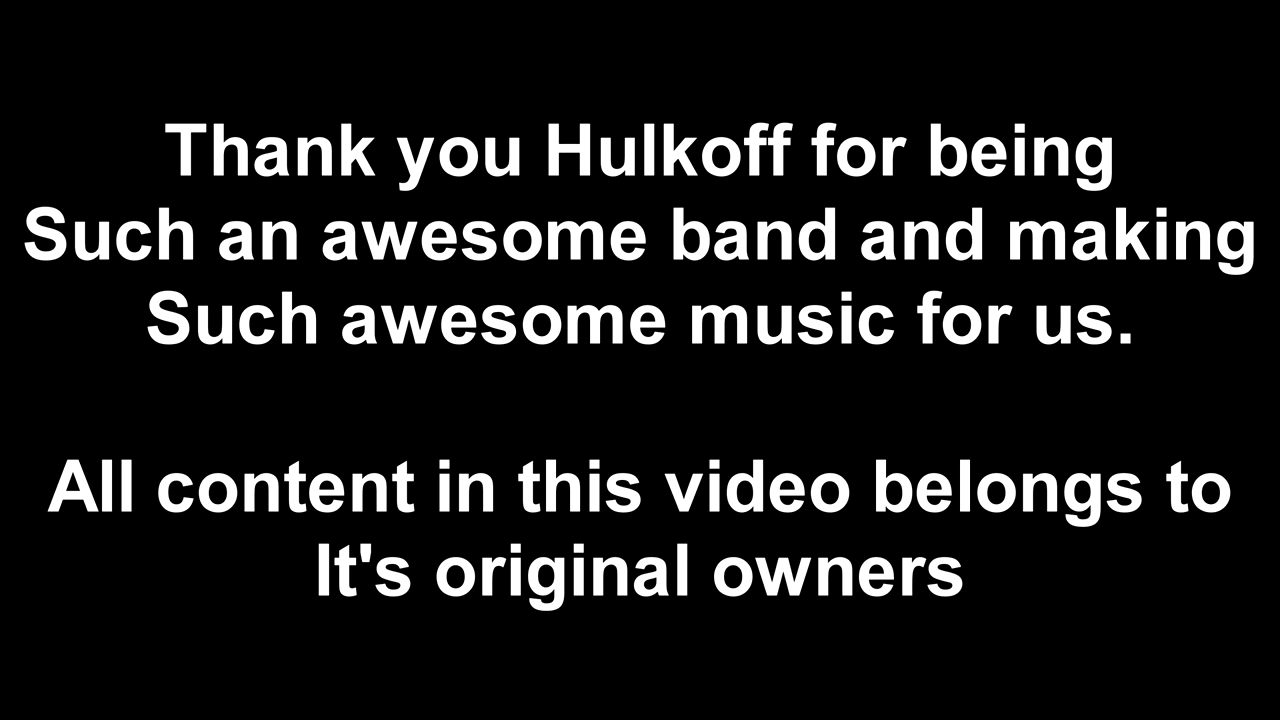 Thank you Hulkoff for being
Such an awesome band and making
Such awesome music for us.
All content in this video belongs to
It's original owners